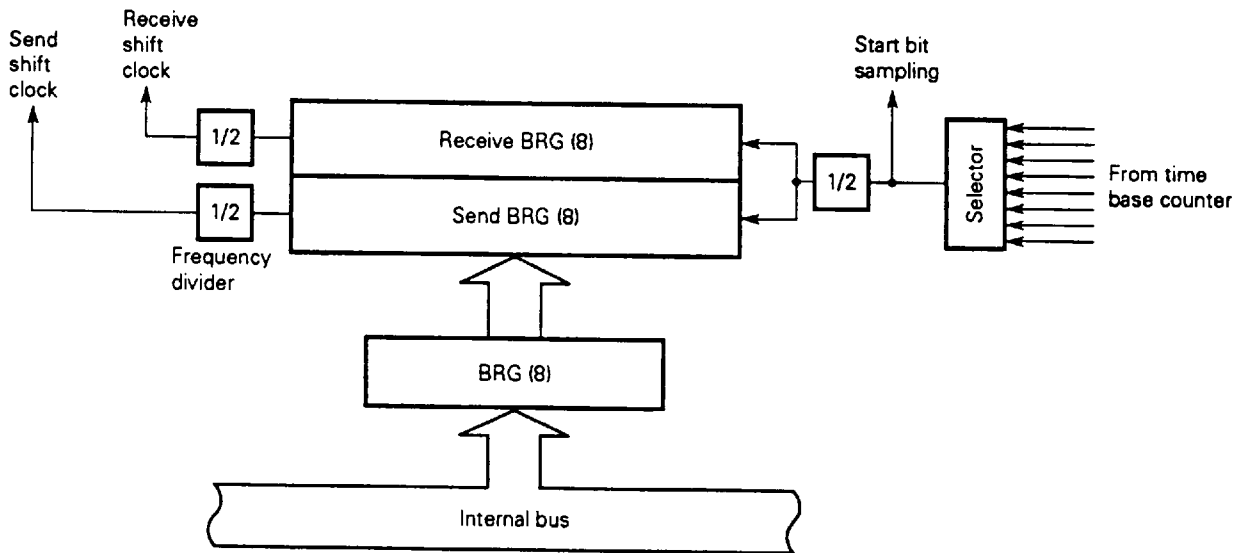 Send
shift
clock
Receive
shift
clock
Start bit
sampling
1/2
Receive BRG (8)
1/2
Send BRG (8)
1/2
Selector
From time
base counter
Frequency
divider
BRG (8)
Internal bus